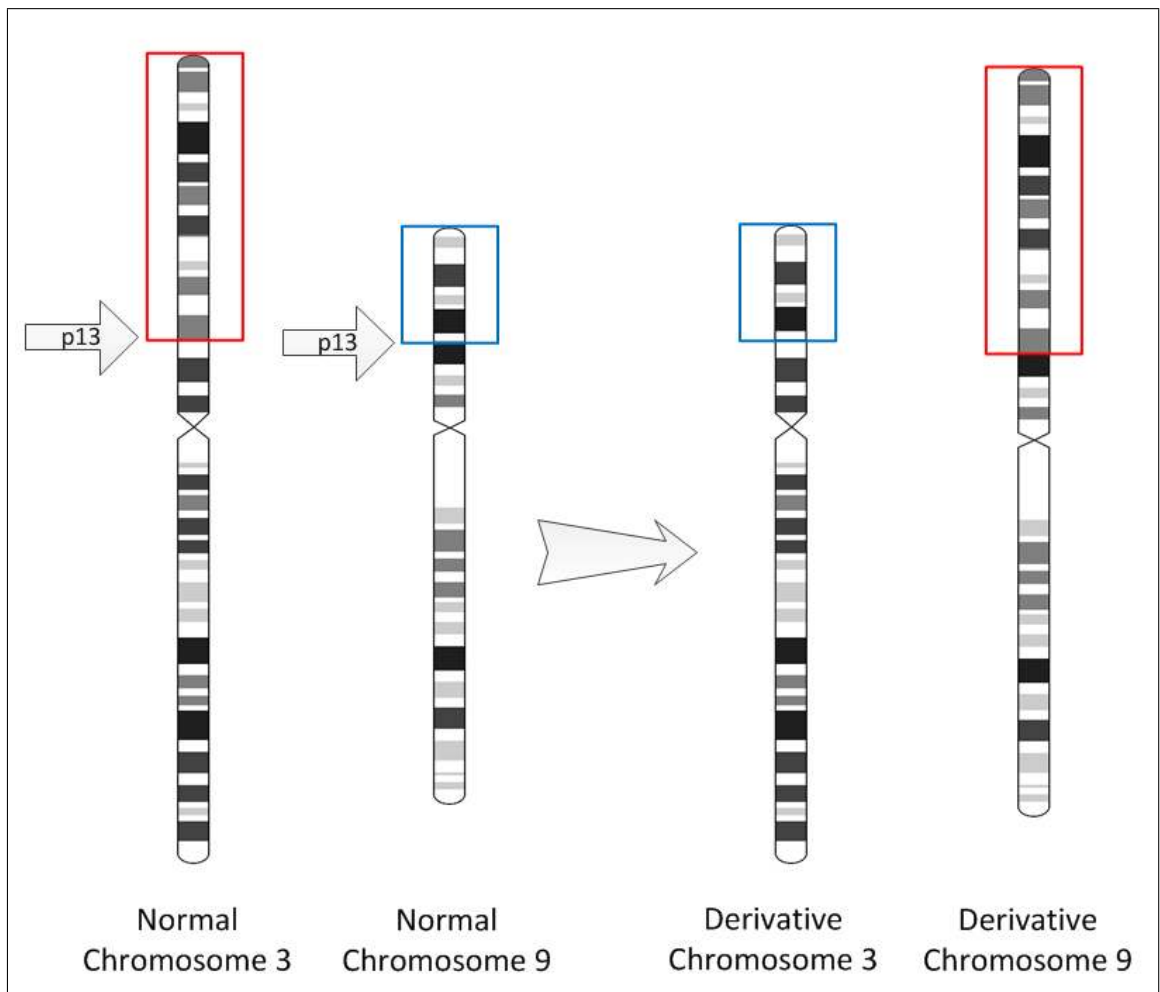 p13
p13
Normal
Chromosome 3
Normal
Chromosome 9
Derivative
Chromosome 3
Derivative
Chromosome 9